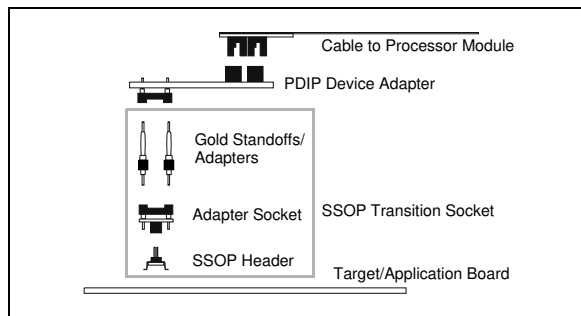 Cable to Processor Module
PDIP Device Adapter
Gold Standoffs/
Adapters
Adapter Socket
SSOP Transition Socket
SSOP Header
Target/Application Board